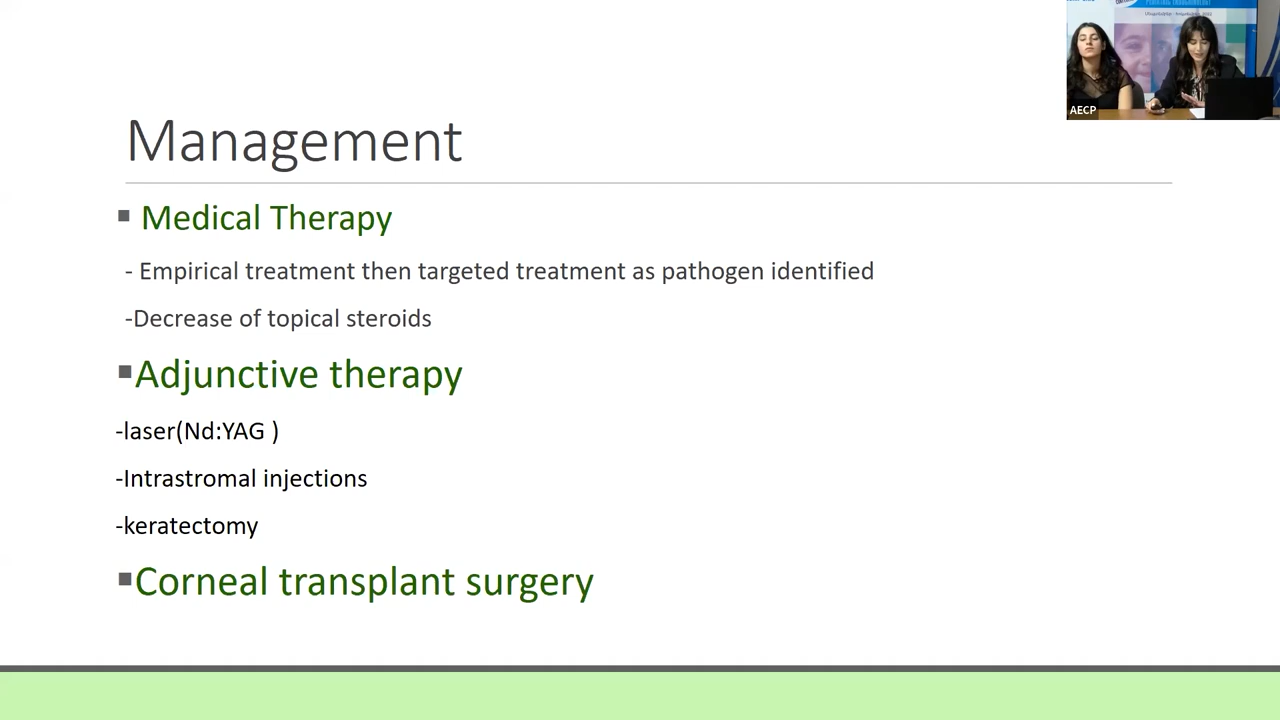 Management
▪ Medical Therapy
- Empirical treatment then targeted treatment as pathogen identified
-Decrease of topical steroids
▪Adjunctive therapy
-laser(Nd:YAG )
-Intrastromal injections
-keratectomy
▪Corneal transplant surgery
AECP